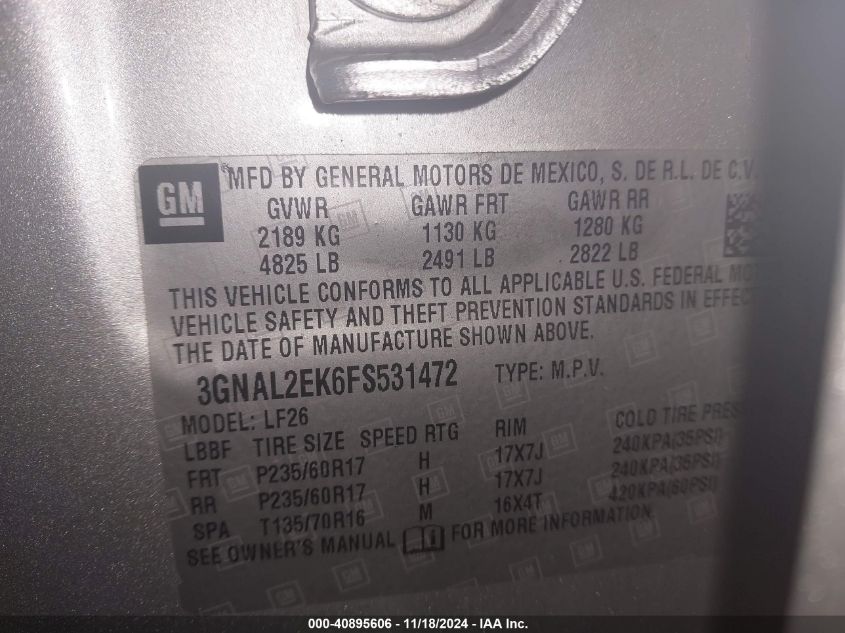 GM
MFD BY GENERAL MOTORS DE MEXICO, S. DE R.L. DE C.V.
GVWR GAWR FRT GAWR RR
2189 KG 1130 KG 1280 KG
4825 LB 2491 LB 2822 LB
THIS VEHICLE CONFORMS TO ALL APPLICABLE U.S. FEDERAL MOT
VEHICLE SAFETY AND THEFT PREVENTION STANDARDS IN EFFEC
THE DATE OF MANUFACTURE SHOWN ABOVE.
3GNAL2EK6FS531472 TYPE: M.P.V.
MODEL: LF26
LBBF TIRE SIZE SPEED RTG RIM COLD TIRE PRES
FRT P235/60R17 H 17X7J 240KPA(35PSI)
RR P235/60R17 H 17X7J 240KPA(35PSI)
SPA T135/70R16 M 16X4T 420KPA(60PSI)
SEE OWNER'S MANUAL FOR MORE INFORMATION.
000-40895606 - 11/18/2024 - IAA Inc.